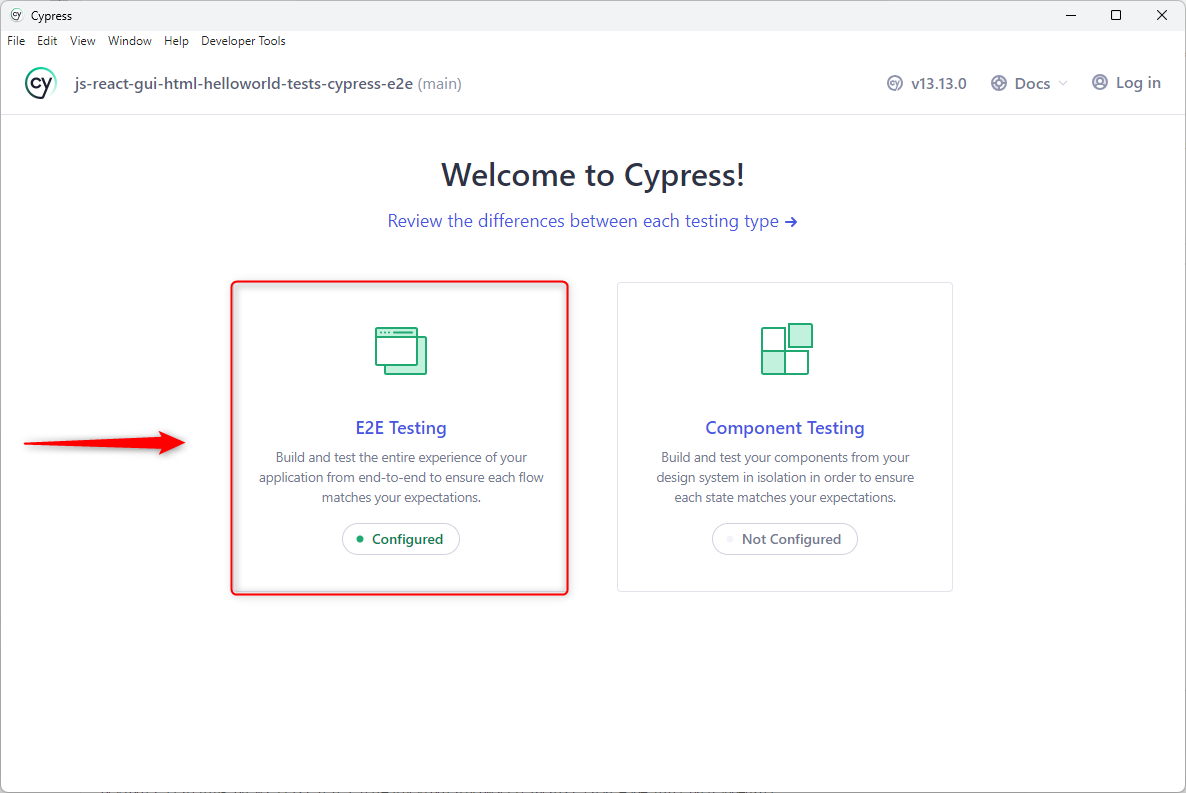 Cypress
File Edit View Window Help Developer Tools
cy js-react-gui-html-helloworld-tests-cypress-e2e (main) v13.13.0 Docs Log in
Welcome to Cypress!
Review the differences between each testing type →
E2E Testing
Build and test the entire experience of your
application from end-to-end to ensure each flow
matches your expectations.
Configured
Component Testing
Build and test your components from your
design system in isolation in order to ensure
each state matches your expectations.
Not Configured